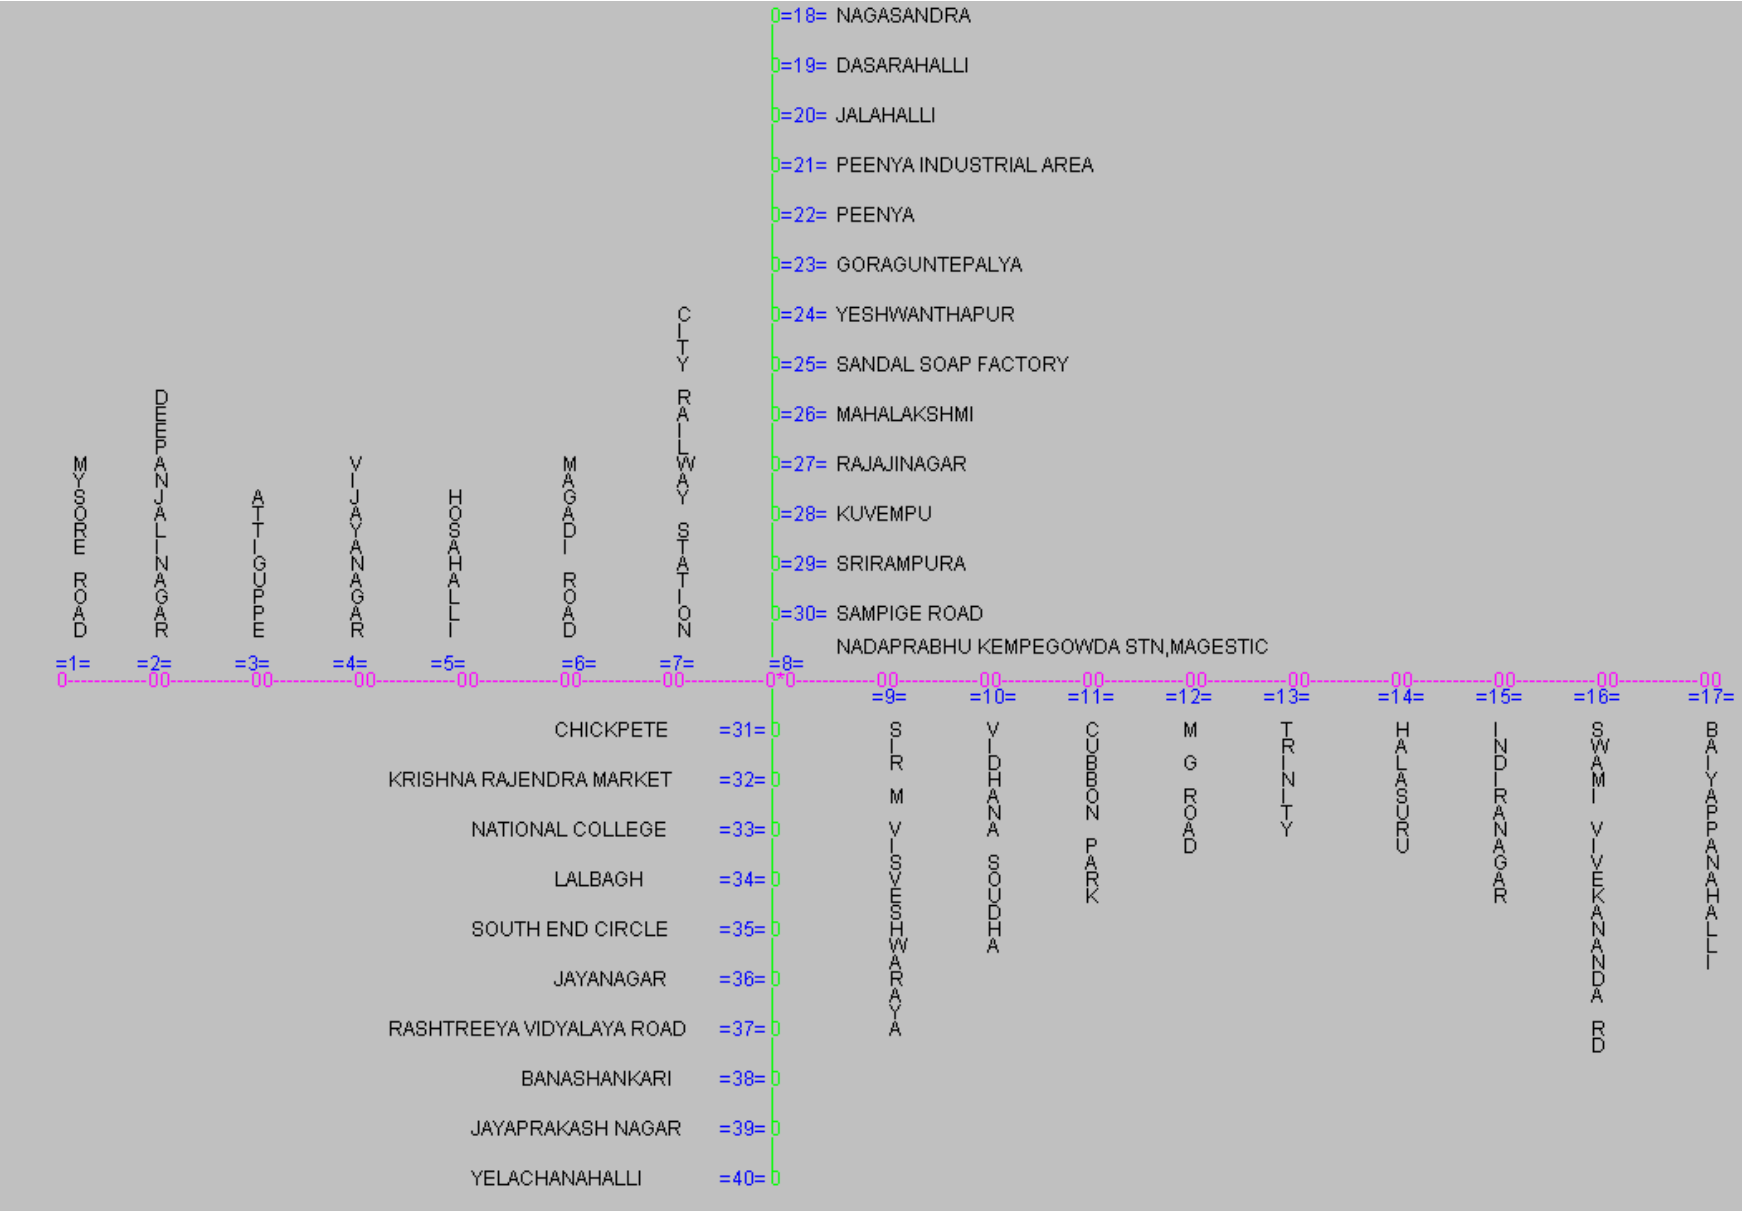 0=18= NAGASANDRA
0=19= DASARAHALLI
0=20= JALAHALLI
0=21= PEENYA INDUSTRIAL AREA
0=22= PEENYA
0=23= GORAGUNTEPALYA
0=24= YESHWANTHAPUR
0=25= SANDAL SOAP FACTORY
0=26= MAHALAKSHMI
0=27= RAJAJINAGAR
0=28= KUVEMPU
0=29= SRIRAMPURA
0=30= SAMPIGE ROAD
NADAPRABHU KEMPEGOWDA STN,MAGESTIC
MYSORE ROAD
DEEPANJALINAGAR
ATTIGUPPE
VIJAYANAGAR
HOSAHALLI
MAGADI ROAD
CITY RAILWAY STATION
=1= =2= =3= =4= =5= =6= =7= =8=
0---------00---------00---------00---------00---------00---------00---------0*0---------00---------00---------00---------00---------00---------00---------00---------00---------00
=9= =10= =11= =12= =13= =14= =15= =16= =17=
SIR M VISVESHWARAYA
VIDHANA SOUDHA
CUBBON PARK
M G ROAD
TRINITY
HALASURU
INDIRANAGAR
SWAMI VIVEKANANDA RD
BAIYAPPANAHALLI
CHICKPETE =31= 0
KRISHNA RAJENDRA MARKET =32= 0
NATIONAL COLLEGE =33= 0
LALBAGH =34= 0
SOUTH END CIRCLE =35= 0
JAYANAGAR =36= 0
RASHTREEYA VIDYALAYA ROAD =37= 0
BANASHANKARI =38= 0
JAYAPRAKASH NAGAR =39= 0
YELACHANAHALLI =40= 0